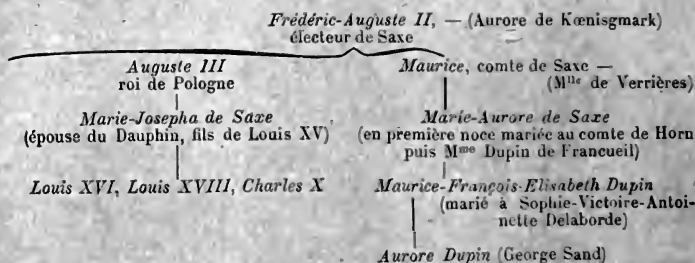 Frédéric-Auguste II, — (Aurore de Kœnisgmark)
électeur de Saxe
Auguste III
roi de Pologne
Maurice, comte de Saxe —
(Mlle de Verrières)
Marie-Josepha de Saxe
(épouse du Dauphin, fils de Louis XV)
Marie-Aurore de Saxe
(en première noce mariée au comte de Horn
puis Mme Dupin de Francueil)
Louis XVI, Louis XVIII, Charles X
Maurice-François-Elisabeth Dupin
(marié à Sophie-Victoire-Antoi-
nette Delaborde)
Aurore Dupin (George Sand)